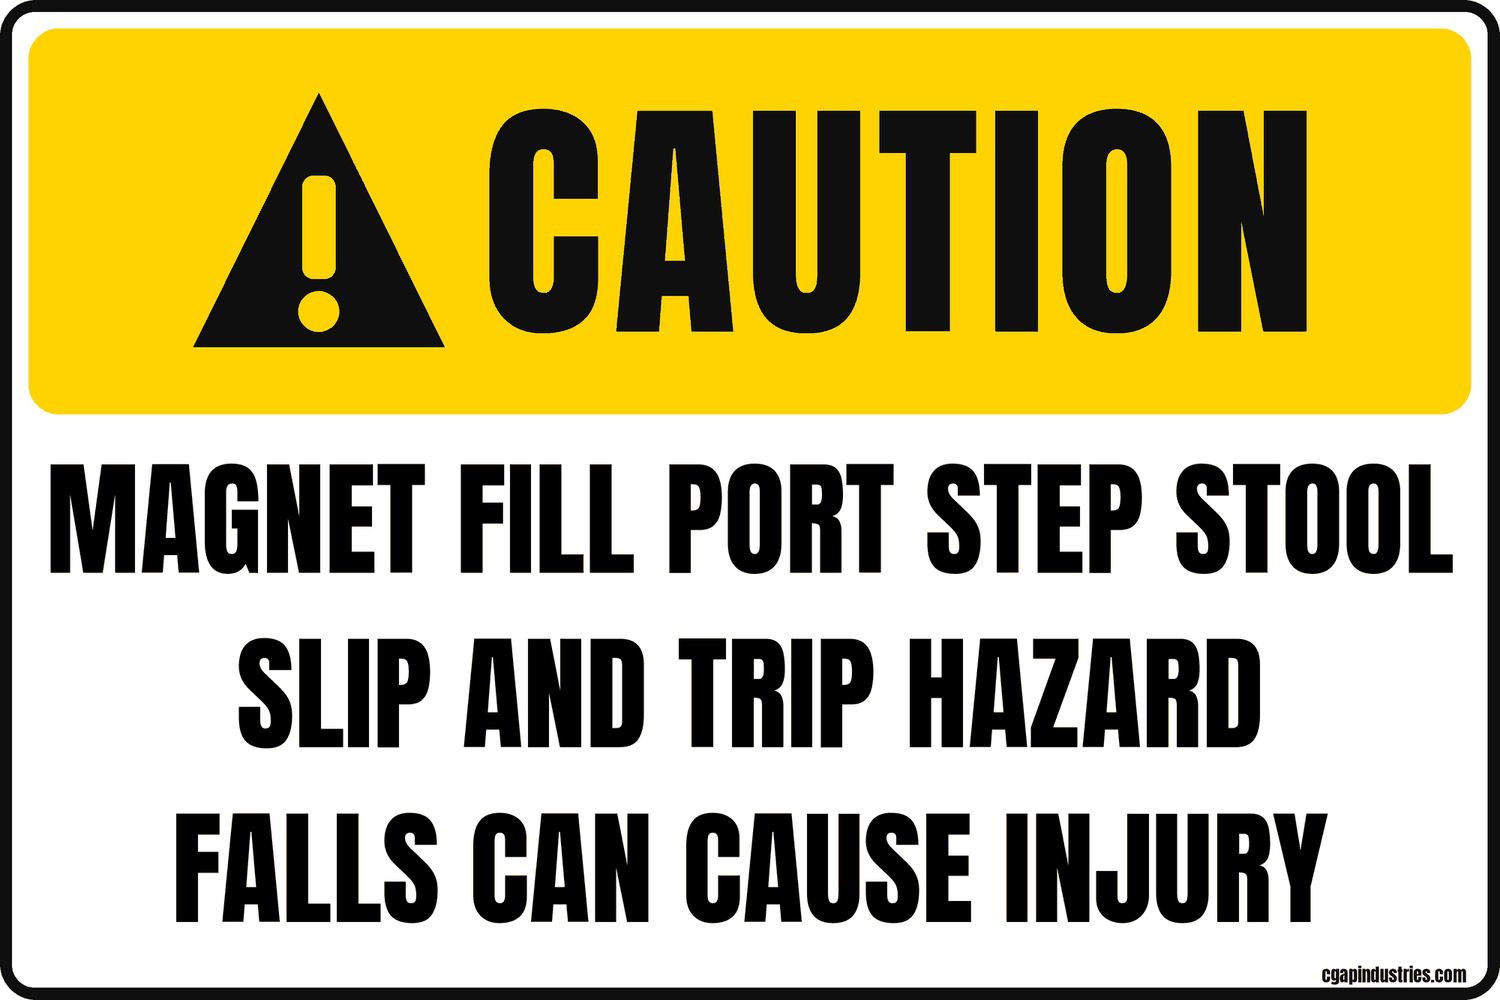 CAUTION
MAGNET FILL PORT STEP STOOL
SLIP AND TRIP HAZARD
FALLS CAN CAUSE INJURY
cgapindustries.com